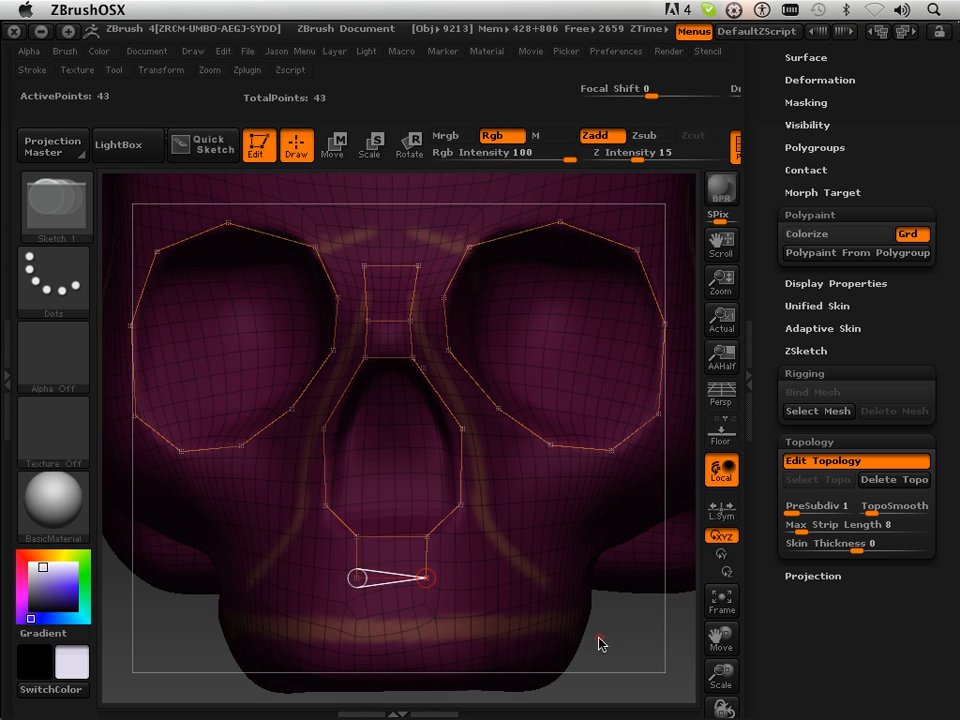 ZBrushOSX 4
ZBrush 4[ZRCM-UMBO-AEGJ-SYDD] ZBrush Document [Obj> 9213] Mem> 428+806 Free> 2659 ZTime> Menus DefaultZScript
Alpha Brush Color Document Draw Edit File Jason Menu Layer Light Macro Marker Material Movie Picker Preferences Render Stencil
Stroke Texture Tool Transform Zoom Zplugin Zscript
ActivePoints: 43 TotalPoints: 43 Focal Shift 0
Projection Master LightBox Quick Sketch Edit Draw Move Scale Rotate
Mrgb Rgb M Zadd Zsub Zcut
Rgb Intensity 100 Z Intensity 15
Sketch 1
Dots
Alpha Off
Texture Off
BasicMaterial
Gradient
SwitchColor
BPR
SPix
Scroll
Zoom
Actual
AAHalf
Persp
Floor
Local
L.Sym
XYZ
Y
Z
Frame
Move
Scale
Surface
Deformation
Masking
Visibility
Polygroups
Contact
Morph Target
Polypaint
Colorize Grd
Polypaint From Polygroup
Display Properties
Unified Skin
Adaptive Skin
ZSketch
Rigging
Bind Mesh
Select Mesh Delete Mesh
Topology
Edit Topology
Select Topo Delete Topo
PreSubdiv 1 TopoSmooth
Max Strip Length 8
Skin Thickness 0
Projection